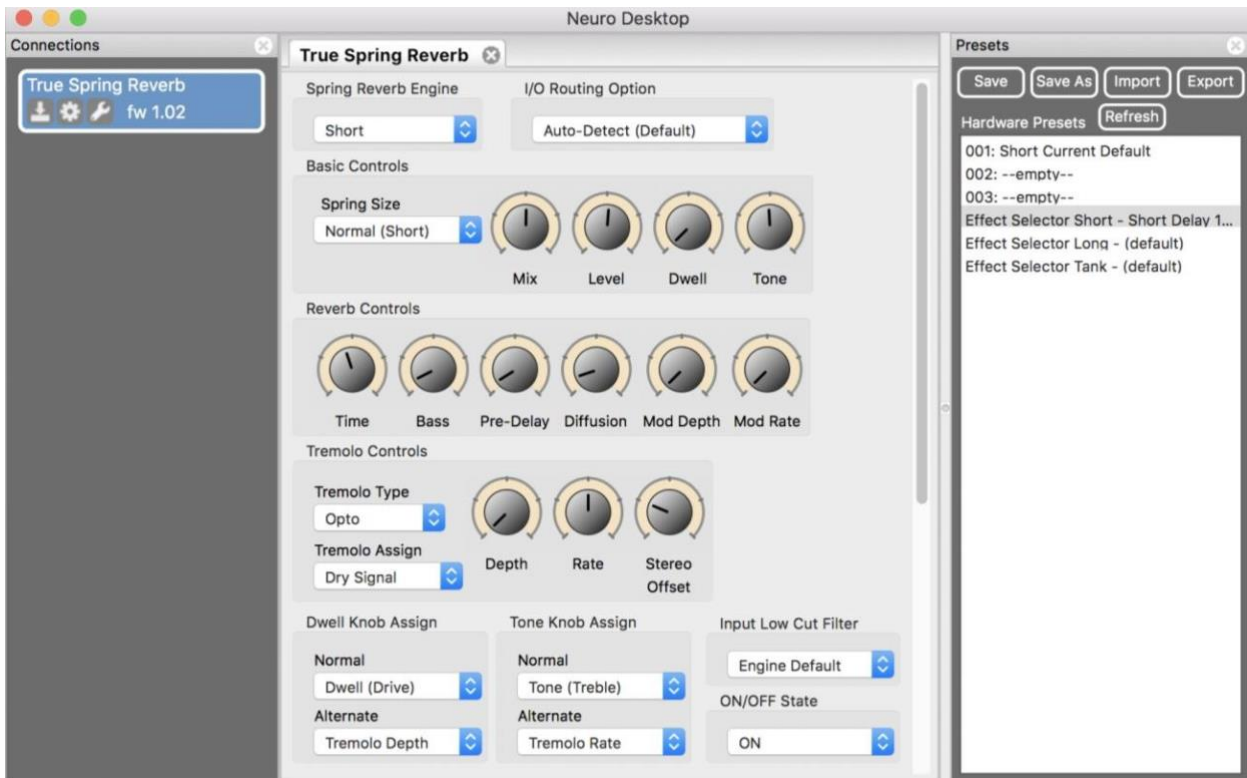 Neuro Desktop
Connections
True Spring Reverb
fw 1.02
True Spring Reverb
Spring Reverb Engine
I/O Routing Option
Short
Auto-Detect (Default)
Basic Controls
Spring Size
Normal (Short)
Mix
Level
Dwell
Tone
Reverb Controls
Time
Bass
Pre-Delay
Diffusion
Mod Depth
Mod Rate
Tremolo Controls
Tremolo Type
Opto
Tremolo Assign
Dry Signal
Depth
Rate
Stereo
Offset
Dwell Knob Assign
Normal
Dwell (Drive)
Alternate
Tremolo Depth
Tone Knob Assign
Normal
Tone (Treble)
Alternate
Tremolo Rate
Input Low Cut Filter
Engine Default
ON/OFF State
ON
Presets
Save
Save As
Import
Export
Hardware Presets
Refresh
001: Short Current Default
002: --empty--
003: --empty--
Effect Selector Short - Short Delay 1...
Effect Selector Long - (default)
Effect Selector Tank - (default)